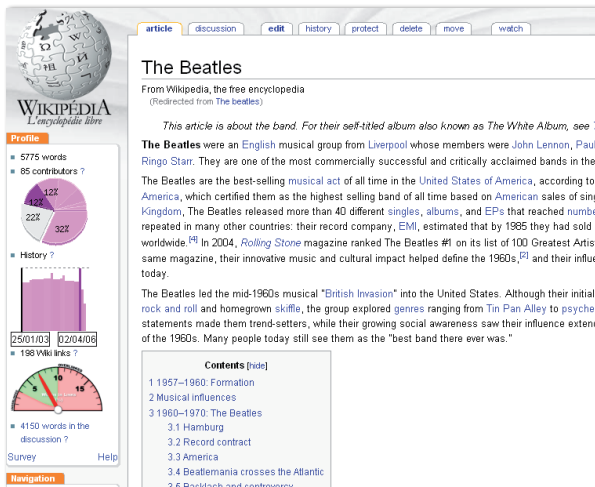 WIKIPÉDIA
L'encyclopédie libre
Profile
5775 words
85 contributors ?
12%
12%
22%
32%
History ?
25/01/03 02/04/06
198 Wiki links ?
5 10 15
4150 words in the
discussion ?
Survey Help
Navigation
article discussion edit history protect delete move watch
The Beatles
From Wikipedia, the free encyclopedia
(Redirected from The beatles)
This article is about the band. For their self-titled album also known as The White Album, see
The Beatles were an English musical group from Liverpool whose members were John Lennon, Paul
Ringo Starr. They are one of the most commercially successful and critically acclaimed bands in the
The Beatles are the best-selling musical act of all time in the United States of America, according to
America, which certified them as the highest selling band of all time based on American sales of sing
Kingdom, The Beatles released more than 40 different singles, albums, and EPs that reached numbe
repeated in many other countries: their record company, EMI, estimated that by 1985 they had sold
worldwide.[4] In 2004, Rolling Stone magazine ranked The Beatles #1 on its list of 100 Greatest Artis
same magazine, their innovative music and cultural impact helped define the 1960s,[2] and their influe
today.
The Beatles led the mid-1960s musical "British Invasion" into the United States. Although their initial
rock and roll and homegrown skiffle, the group explored genres ranging from Tin Pan Alley to psyche
statements made them trend-setters, while their growing social awareness saw their influence exten
of the 1960s. Many people today still see them as the "best band there ever was."
Contents [hide]
1 1957–1960: Formation
2 Musical influences
3 1960–1970: The Beatles
3.1 Hamburg
3.2 Record contract
3.3 America
3.4 Beatlemania crosses the Atlantic
3.5 Backlash and controversy